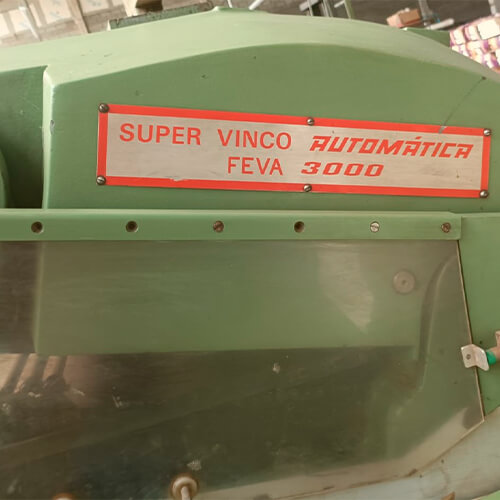 SUPER VINCO AUTOMÁTICA
FEVA 3000